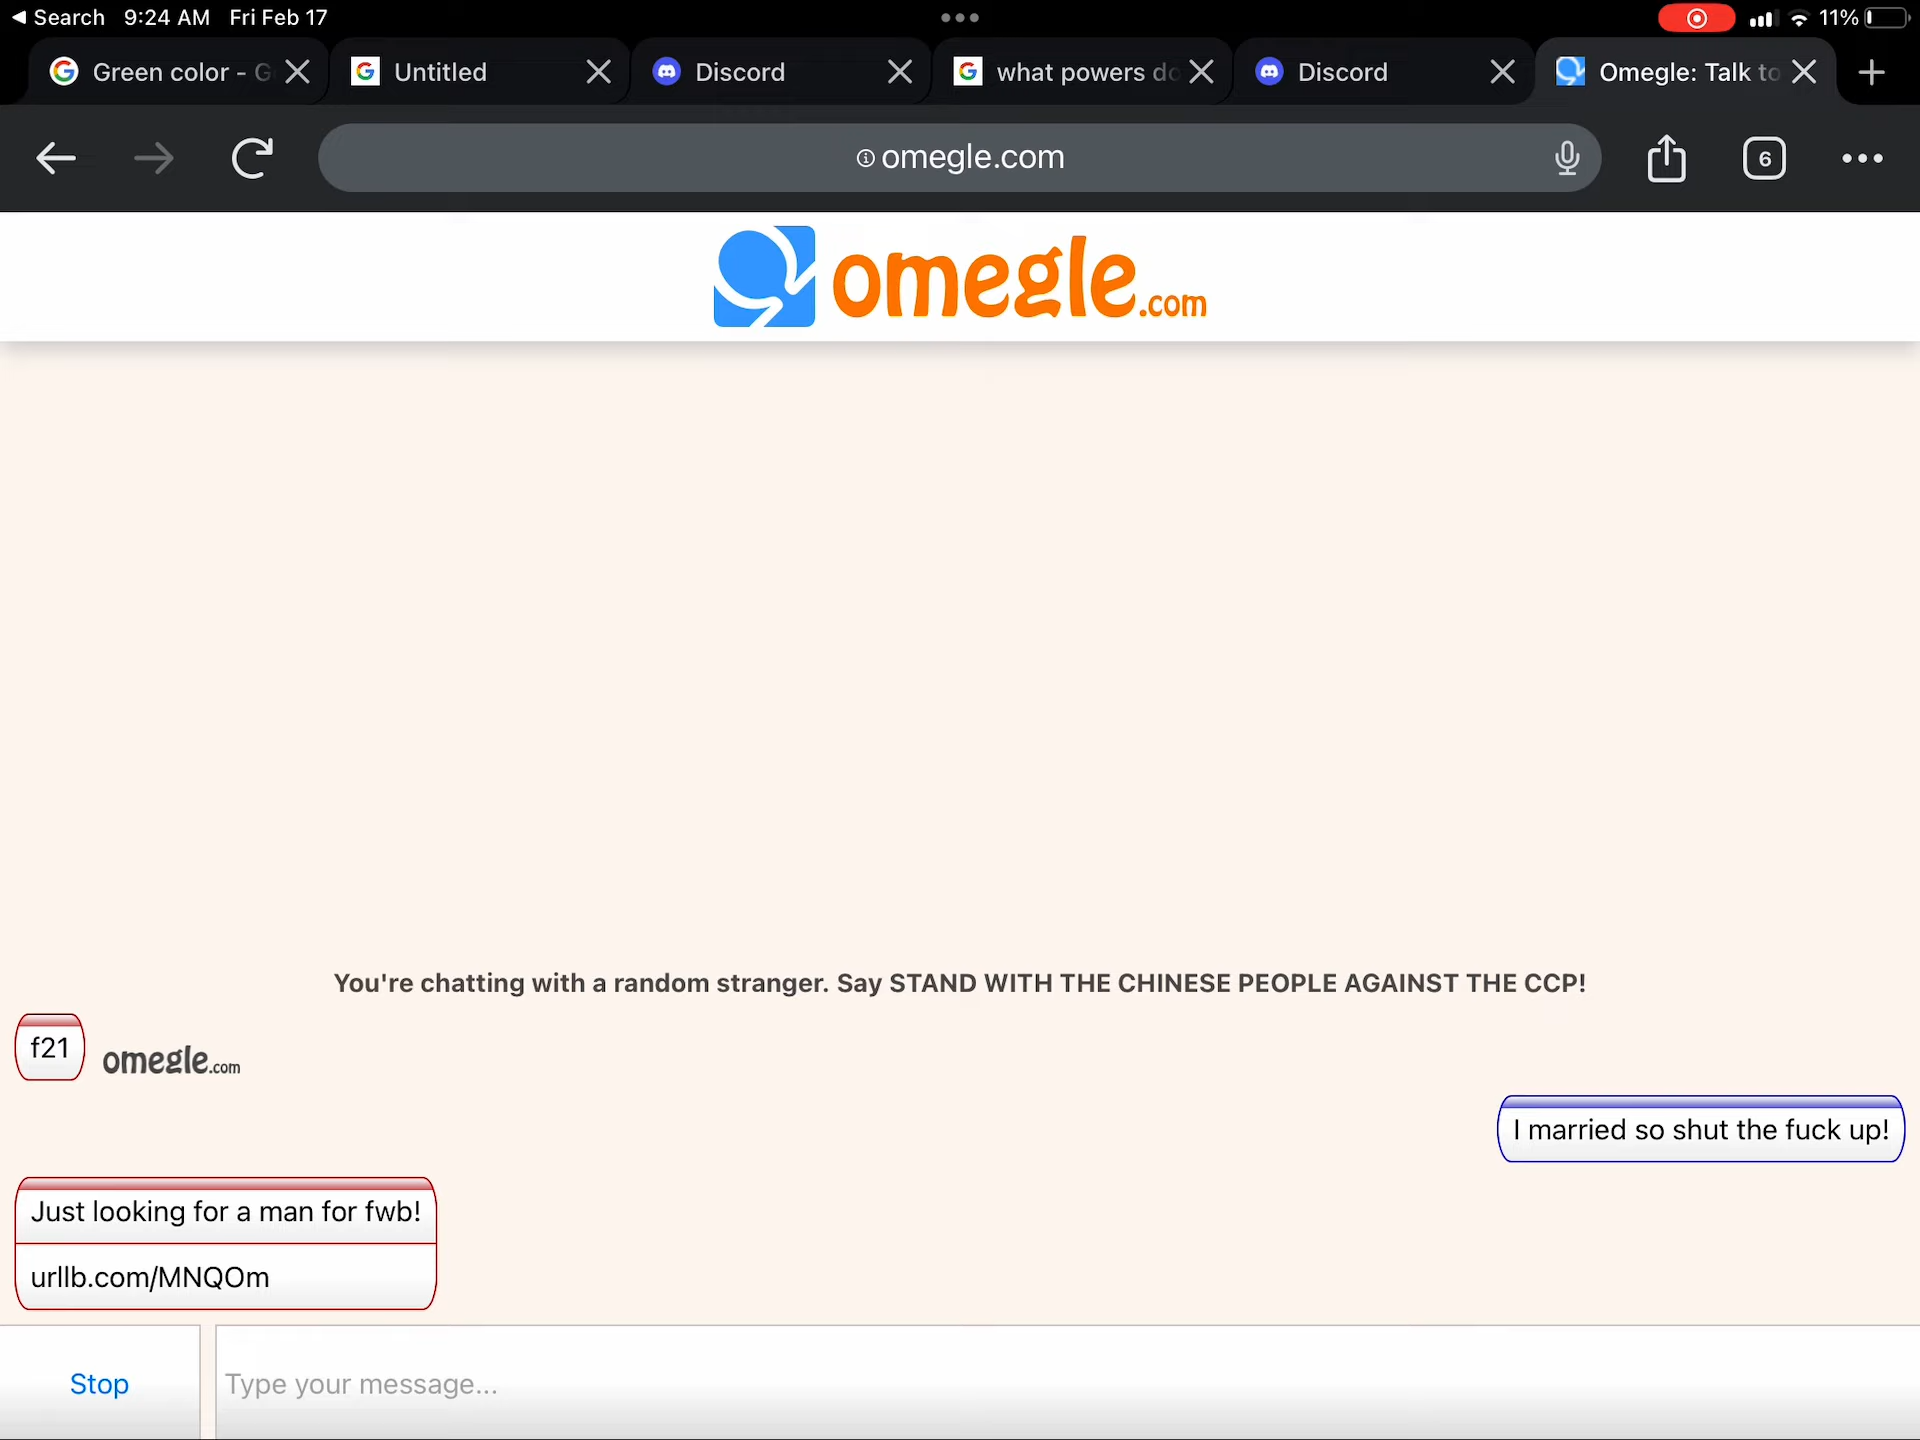 Search 9:24 AM Fri Feb 17 11%
Green color - G Untitled Discord what powers do Discord Omegle: Talk to
omegle.com 6
omegle.com
You're chatting with a random stranger. Say STAND WITH THE CHINESE PEOPLE AGAINST THE CCP!
f21 omegle.com
I married so shut the fuck up!
Just looking for a man for fwb!
urllb.com/MNQOm
Stop Type your message...